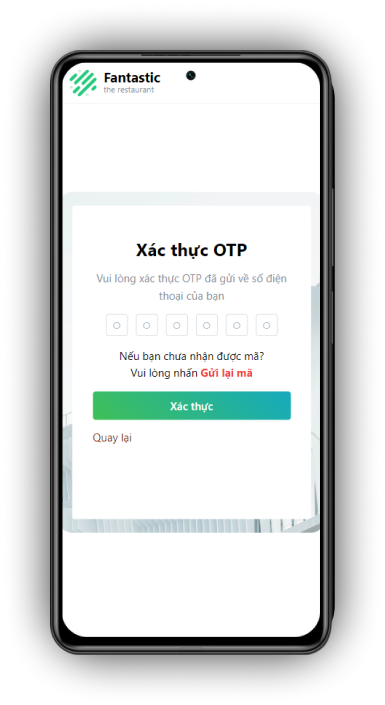 Fantastic
the restaurant
Xác thực OTP
Vui lòng xác thực OTP đã gửi về số điện
thoại của bạn
Nếu bạn chưa nhận được mã?
Vui lòng nhấn Gửi lại mã
Xác thực
Quay lại